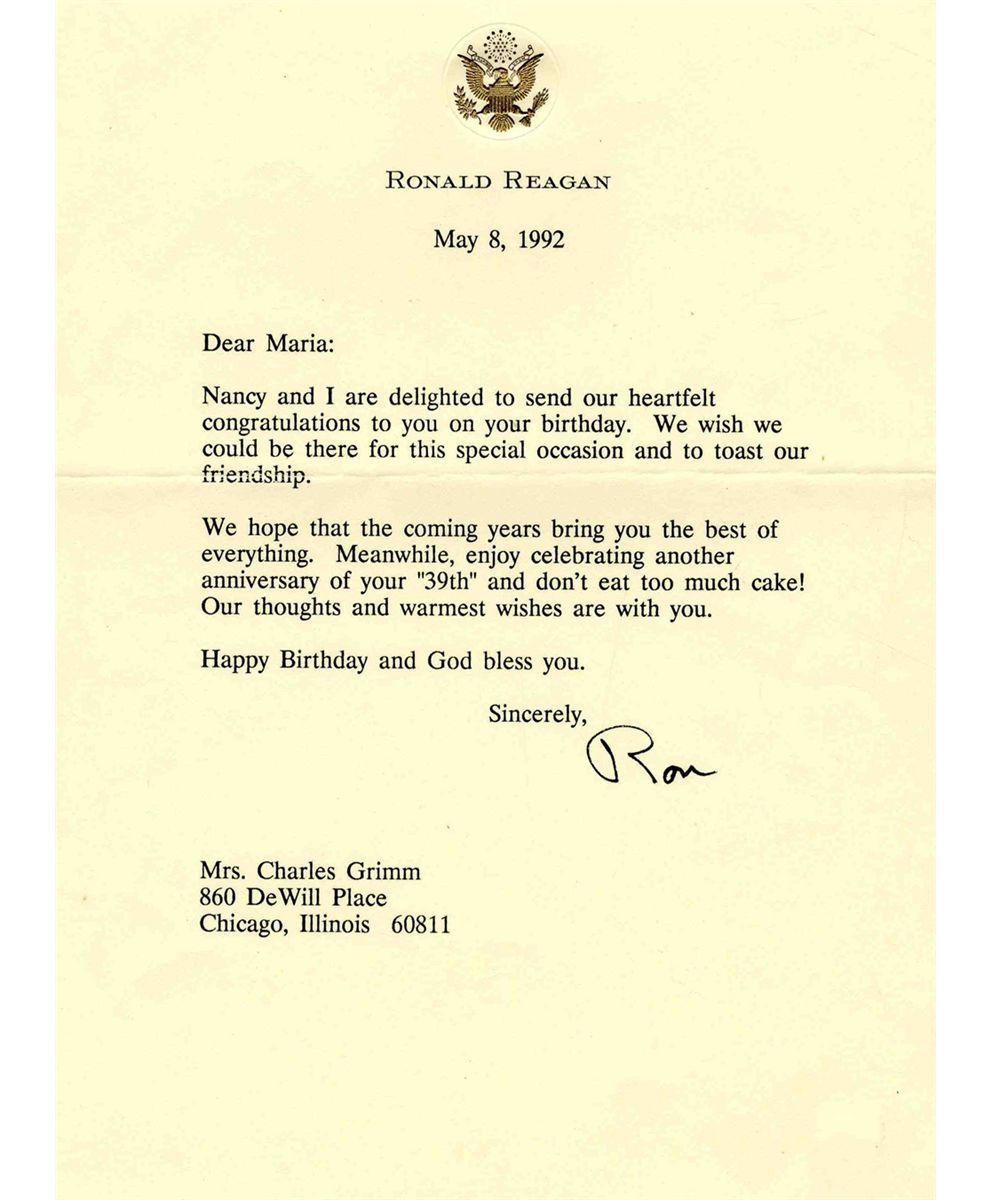 RONALD REAGAN
May 8, 1992
Dear Maria:
Nancy and I are delighted to send our heartfelt
congratulations to you on your birthday.  We wish we
could be there for this special occasion and to toast our
friendship.
We hope that the coming years bring you the best of
everything.  Meanwhile, enjoy celebrating another
anniversary of your "39th" and don't eat too much cake!
Our thoughts and warmest wishes are with you.
Happy Birthday and God bless you.
Sincerely,
Ron
Mrs. Charles Grimm
860 DeWill Place
Chicago, Illinois  60811